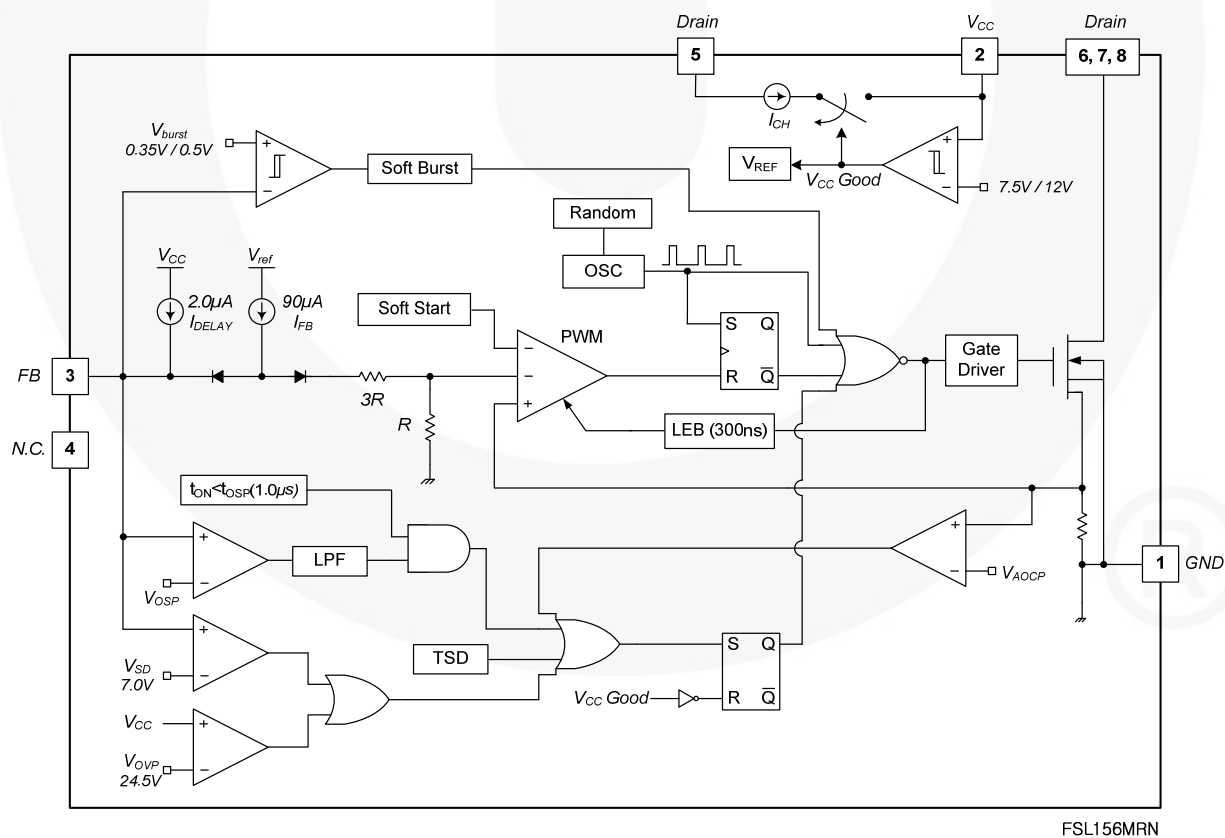 Drain
VCC
Drain
5
2
6, 7, 8
ICH
Vburst
0.35V / 0.5V
+
−
Soft Burst
VREF
VCC Good
+
−
7.5V / 12V
Random
OSC
VCC
Vref
2.0µA
IDELAY
90µA
IFB
Soft Start
PWM
−
−
+
S Q
R Q̅
Gate
Driver
FB
3
3R
R
LEB (300ns)
N.C.
4
tON<tOSP(1.0µs)
+
−
VOSP
LPF
+
−
VAOCP
1
GND
+
−
VSD
7.0V
TSD
S Q
R Q̅
VCC Good
VCC
+
−
VOVP
24.5V
®
FSL156MRN